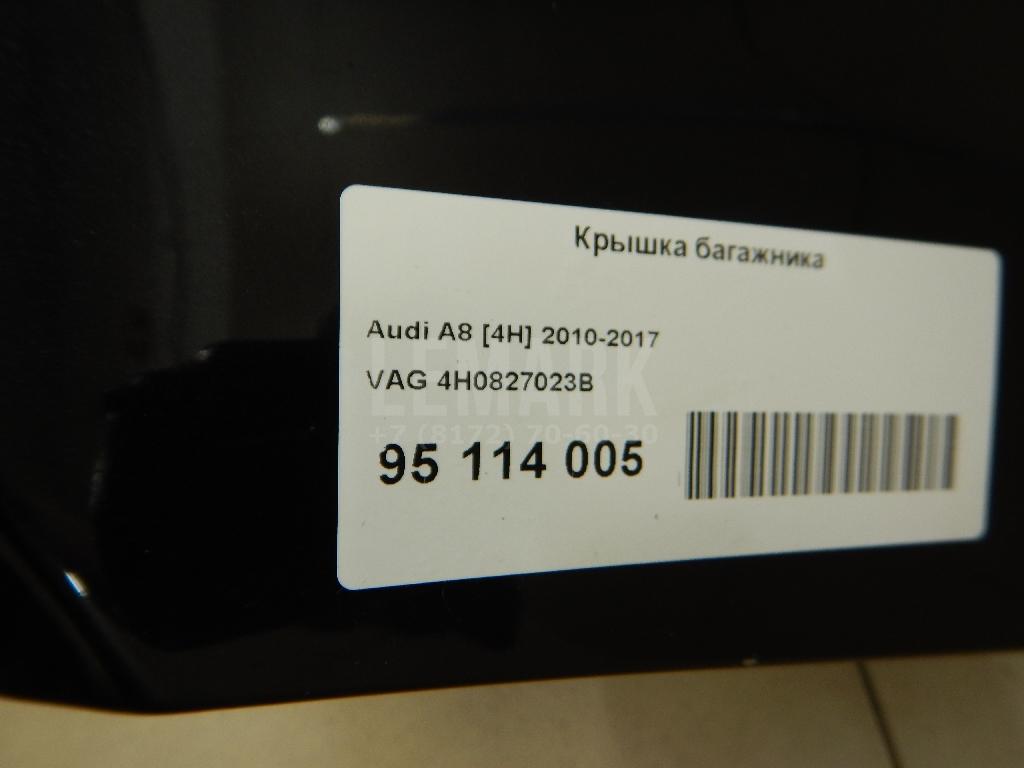 Крышка багажника
Audi A8 [4H] 2010-2017
VAG 4H0827023B
LEMARK
+7 (8172) 70-60-30
95 114 005